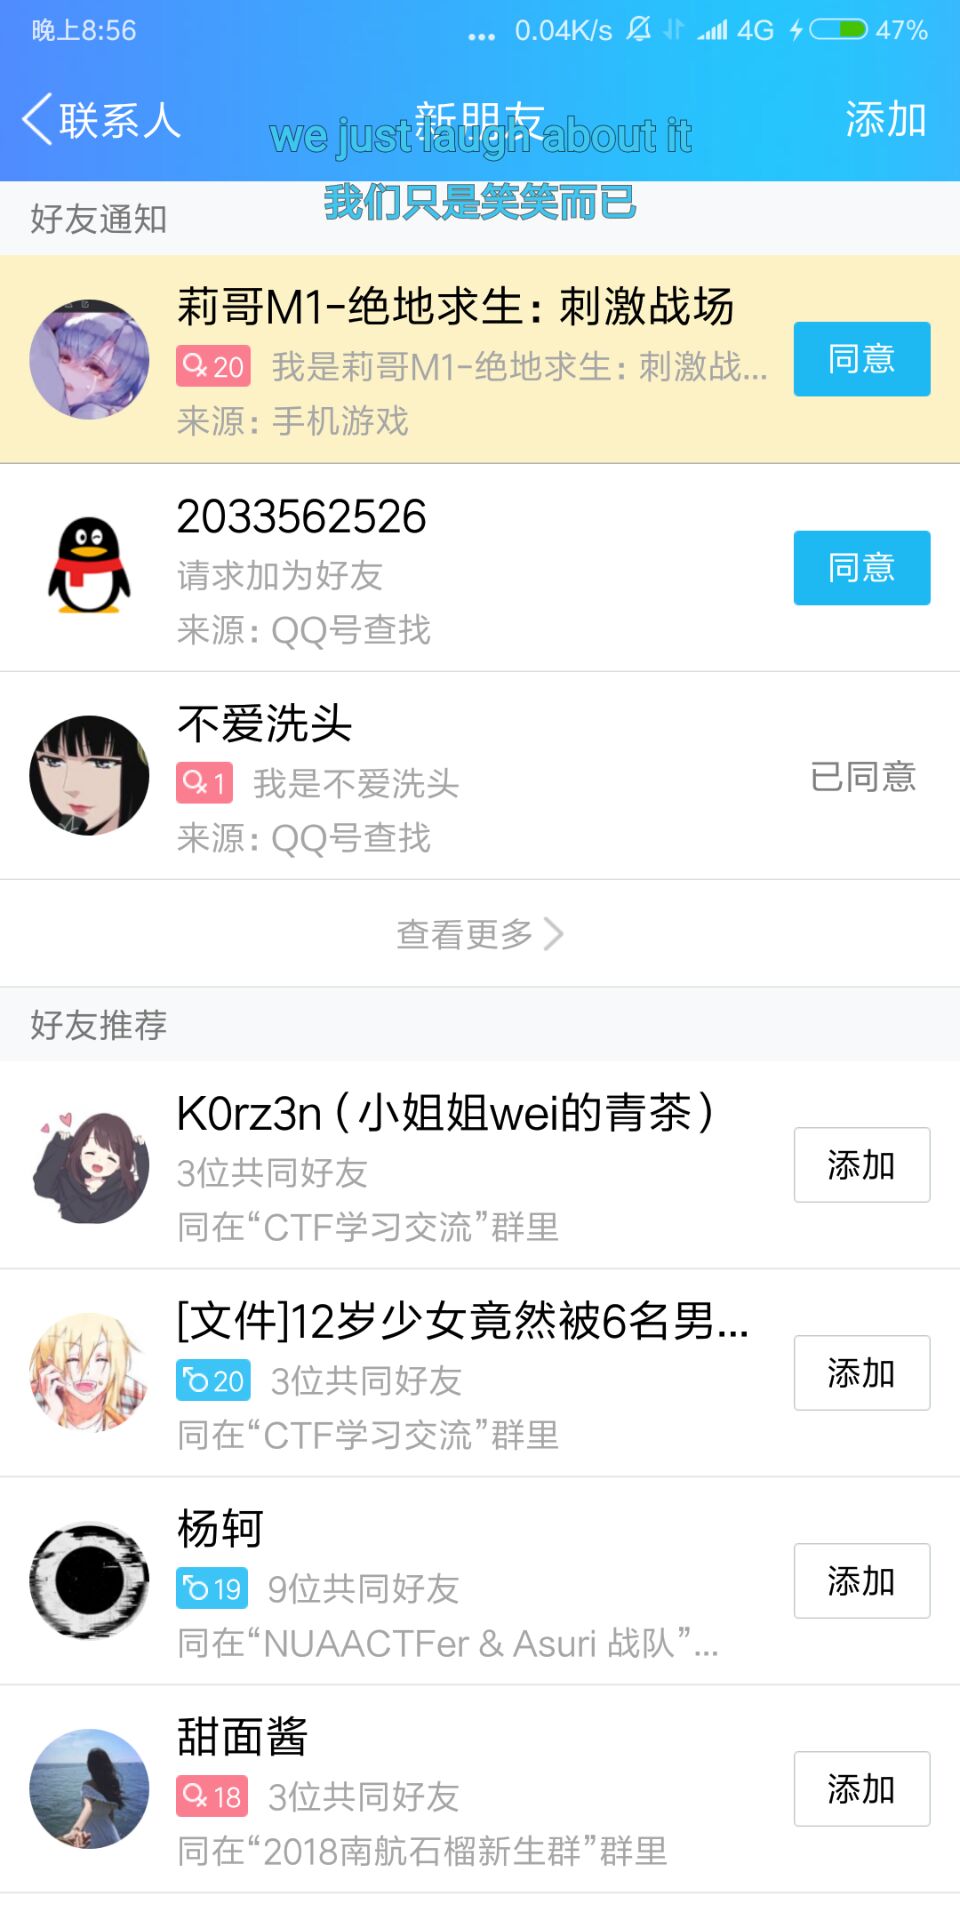 晚上8:56
... 0.04K/s 4G 47%
联系人
新朋友
添加
we just laugh about it
我们只是笑笑而已
好友通知
莉哥M1-绝地求生：刺激战场
20 我是莉哥M1-绝地求生：刺激战...
来源：手机游戏
同意
2033562526
请求加为好友
来源：QQ号查找
同意
不爱洗头
1 我是不爱洗头
来源：QQ号查找
已同意
查看更多
好友推荐
K0rz3n（小姐姐wei的青茶）
3位共同好友
同在“CTF学习交流”群里
添加
[文件]12岁少女竟然被6名男...
20 3位共同好友
同在“CTF学习交流”群里
添加
杨轲
19 9位共同好友
同在“NUAACTFer & Asuri 战队”...
添加
甜面酱
18 3位共同好友
同在“2018南航石榴新生群”群里
添加